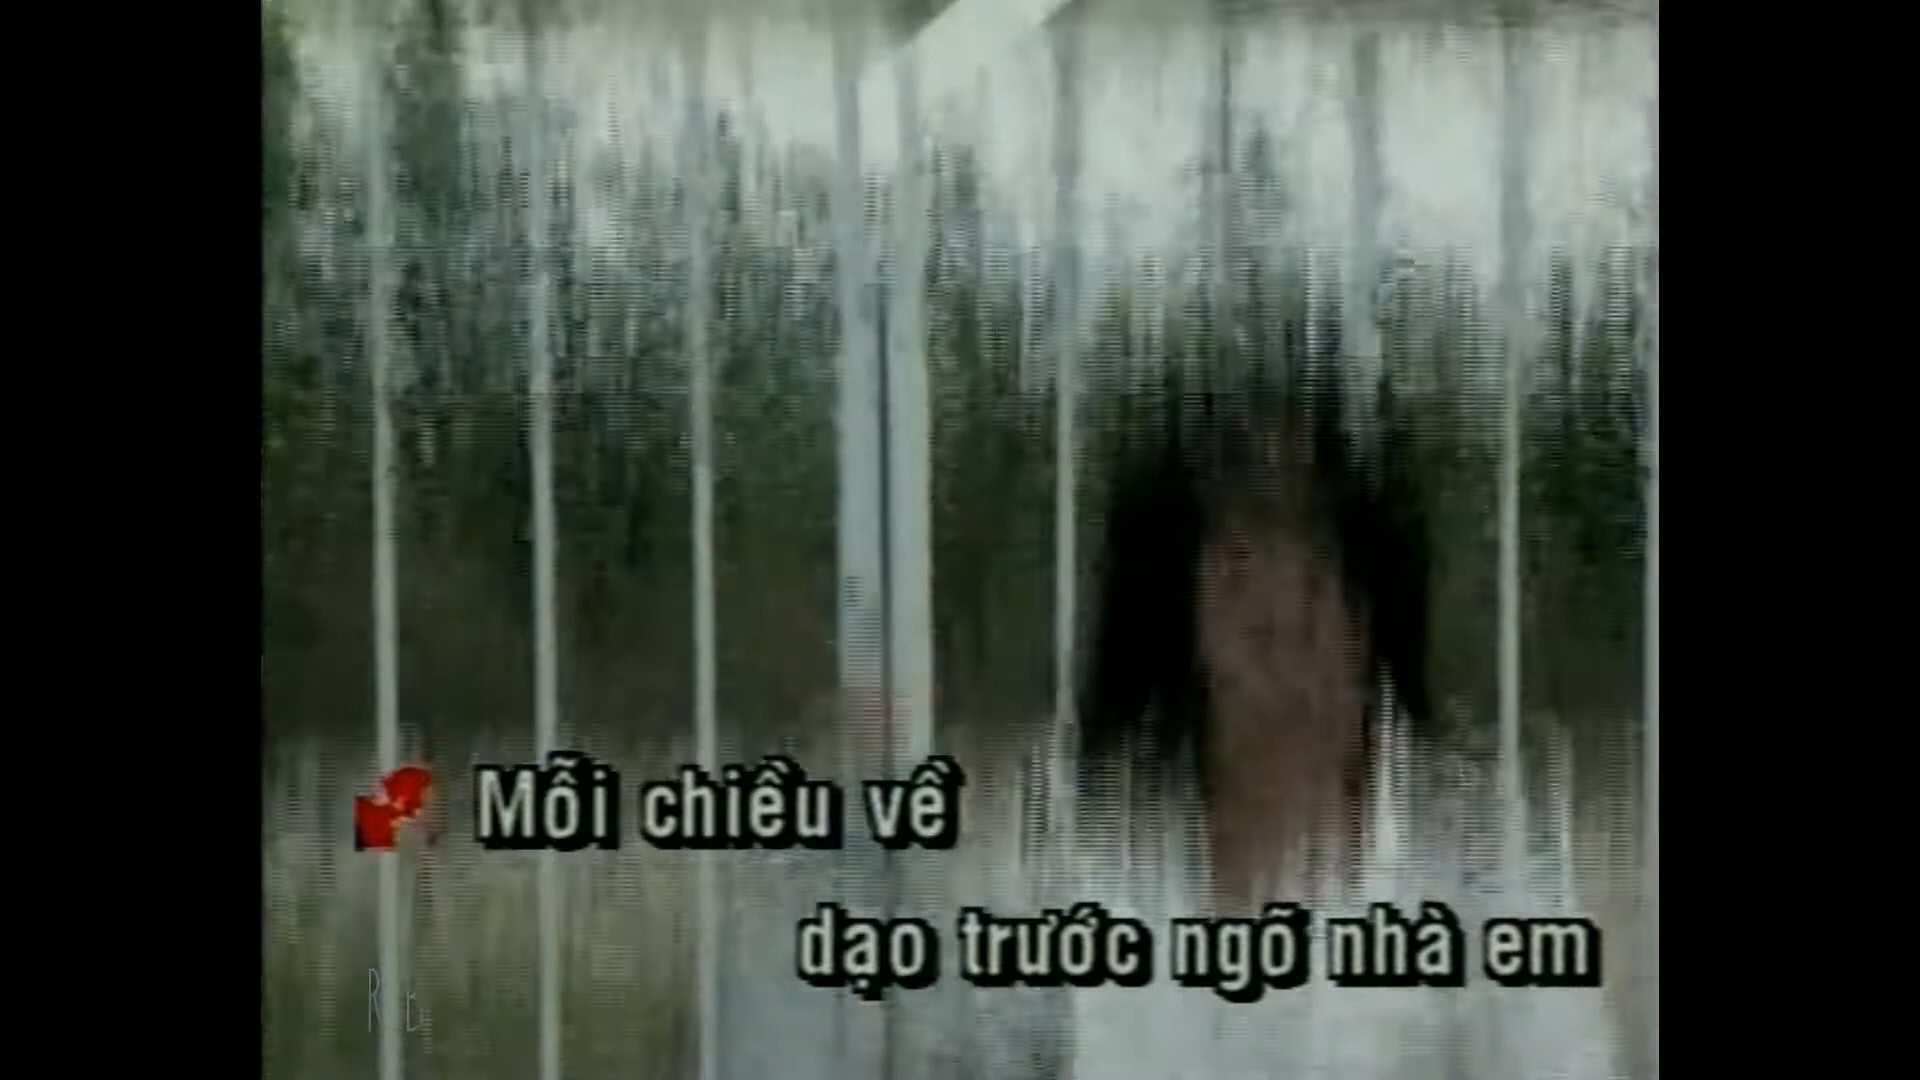 Mỗi chiều về
dạo trước ngõ nhà em